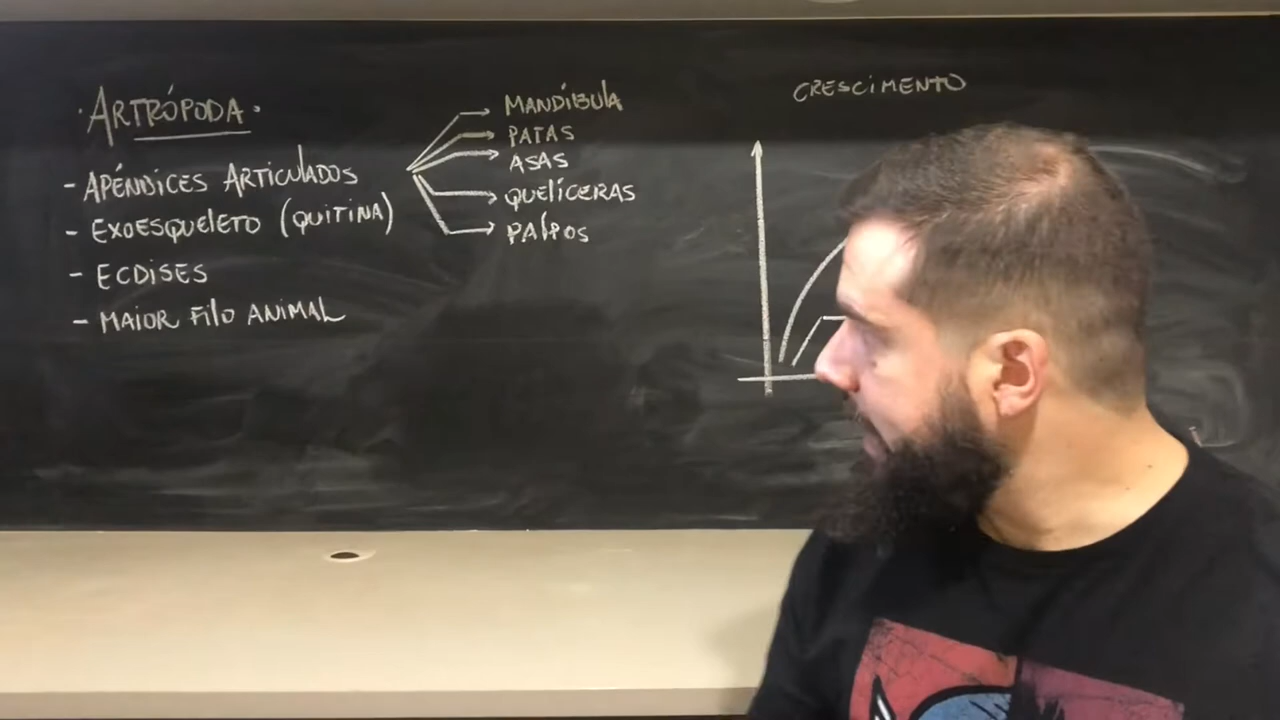 · ARTRÓPODA ·
- APÊNDICES ARTICULADOS
- EXOESQUELETO (QUITINA)
- ECDISES
- MAIOR FILO ANIMAL
MANDÍBULA
PATAS
ASAS
QUELÍCERAS
PALPOS
CRESCIMENTO